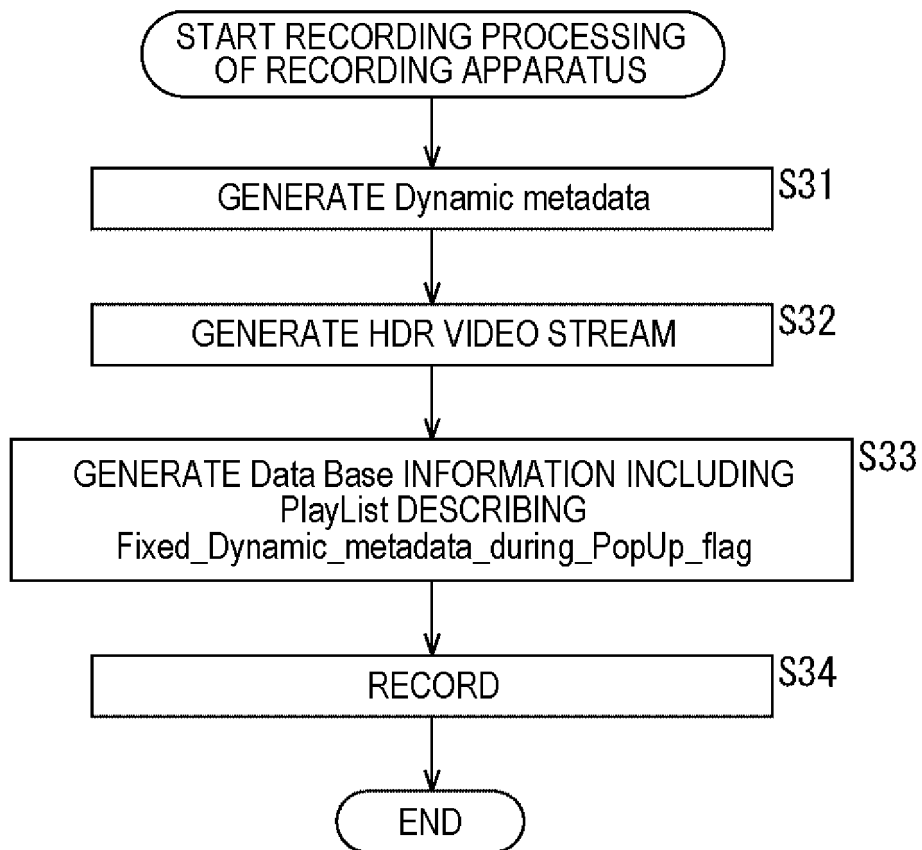 START RECORDING PROCESSING
OF RECORDING APPARATUS
GENERATE Dynamic metadata
S31
GENERATE HDR VIDEO STREAM
S32
GENERATE Data Base INFORMATION INCLUDING
PlayList DESCRIBING
Fixed_Dynamic_metadata_during_PopUp_flag
S33
RECORD
S34
END